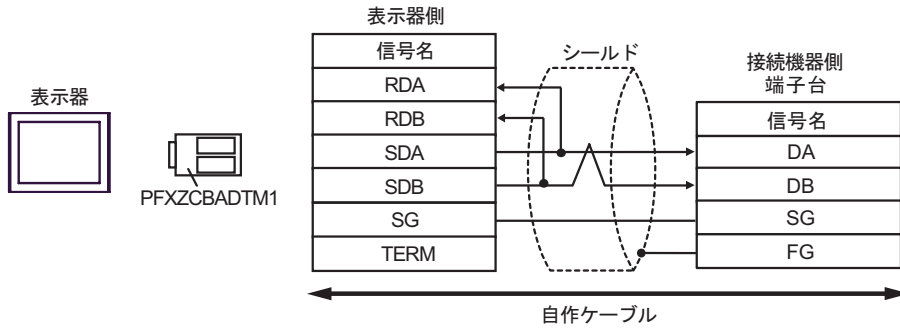 表示器
PFXZCBADTM1
表示器側
信号名
RDA
RDB
SDA
SDB
SG
TERM
シールド
接続機器側
端子台
信号名
DA
DB
SG
FG
自作ケーブル